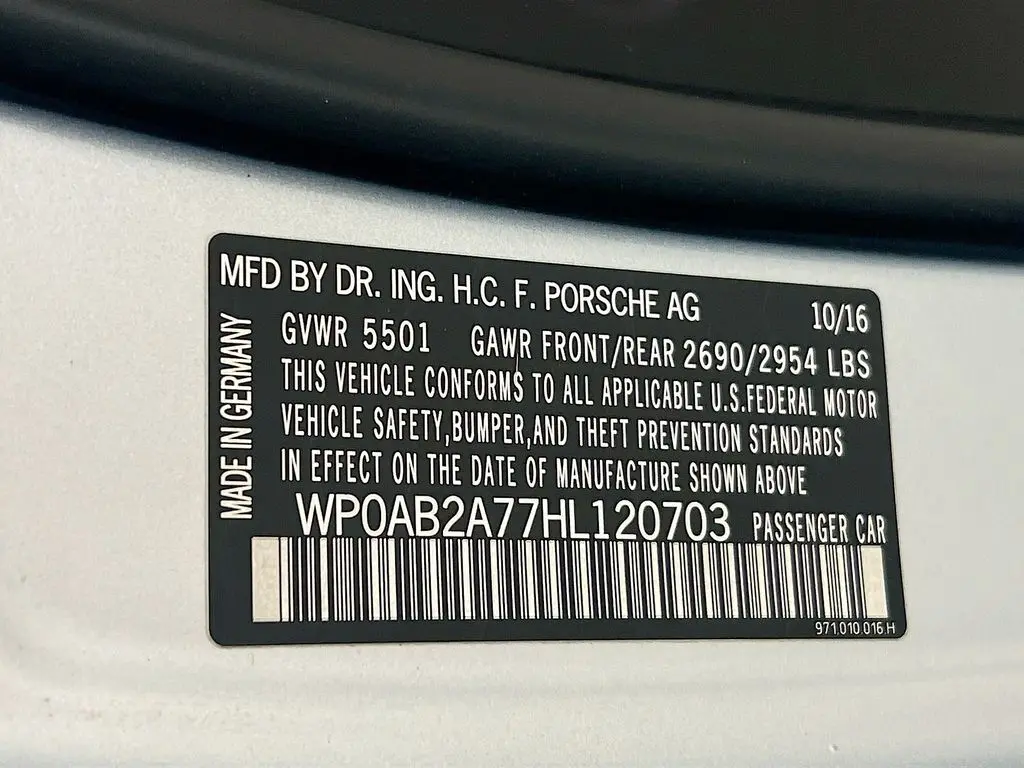 MFD BY DR. ING. H.C. F. PORSCHE AG 10/16
GVWR 5501 GAWR FRONT/REAR 2690/2954 LBS
THIS VEHICLE CONFORMS TO ALL APPLICABLE U.S.FEDERAL MOTOR
VEHICLE SAFETY,BUMPER,AND THEFT PREVENTION STANDARDS
IN EFFECT ON THE DATE OF MANUFACTURE SHOWN ABOVE
MADE IN GERMANY
WP0AB2A77HL120703 PASSENGER CAR
971.010.016.H